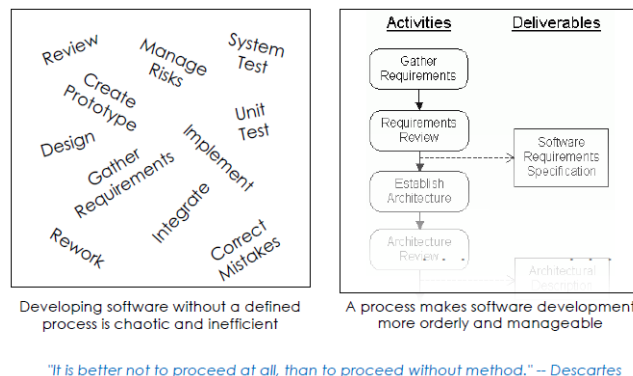 Review
Manage
Risks
System
Test
Create
Prototype
Unit
Test
Design
Implement
Gather
Requirements
Integrate
Rework
Correct
Mistakes
Developing software without a defined
process is chaotic and inefficient
Activities
Deliverables
Gather
Requirements
Requirements
Review
Software
Requirements
Specification
Establish
Architecture
Architecture
Review
Architectural
Description
A process makes software development
more orderly and manageable
"It is better not to proceed at all, than to proceed without method." -- Descartes